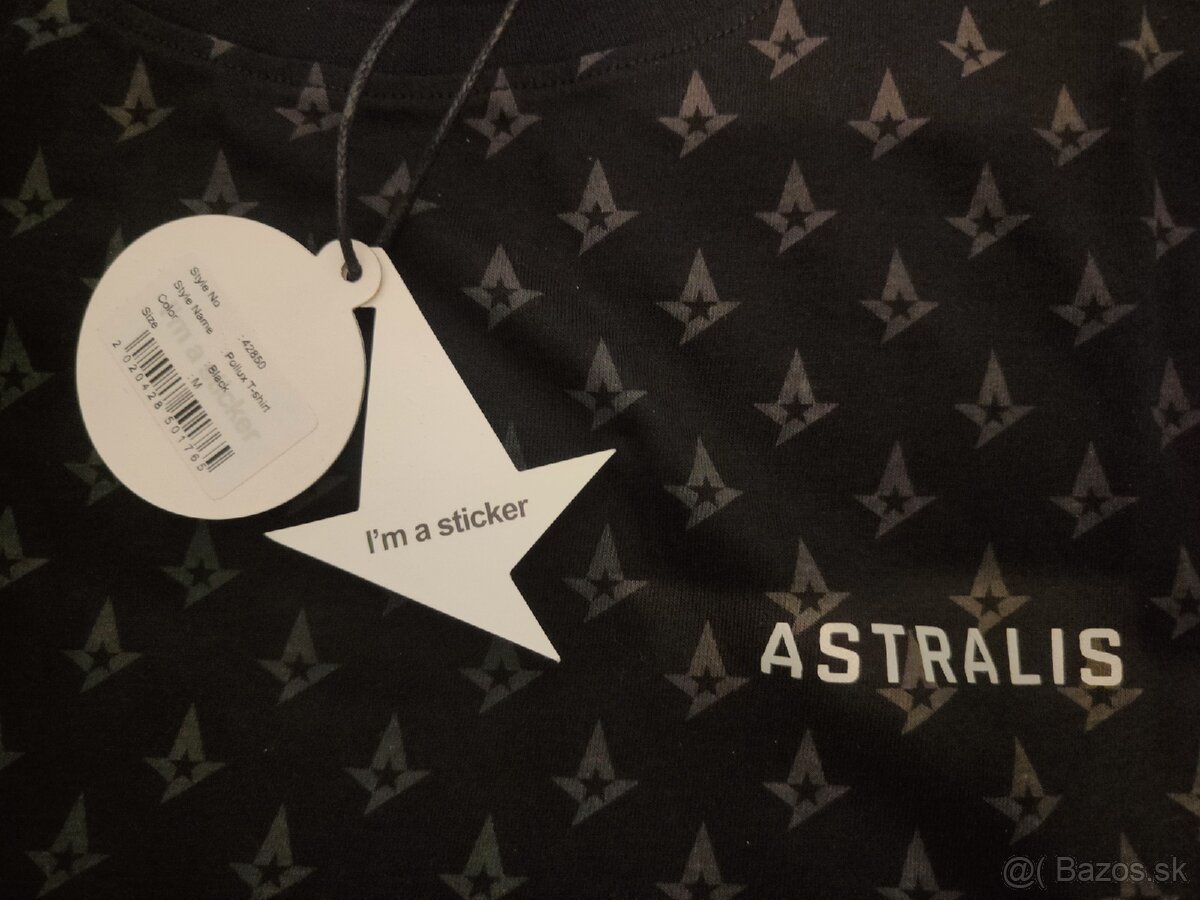 Style No :42850
Style Name :Pollux T-shirt
Color :Black
Size :M
2020428501765
I'm a sticker
I'm a sticker
ASTRALIS
@( Bazos.sk